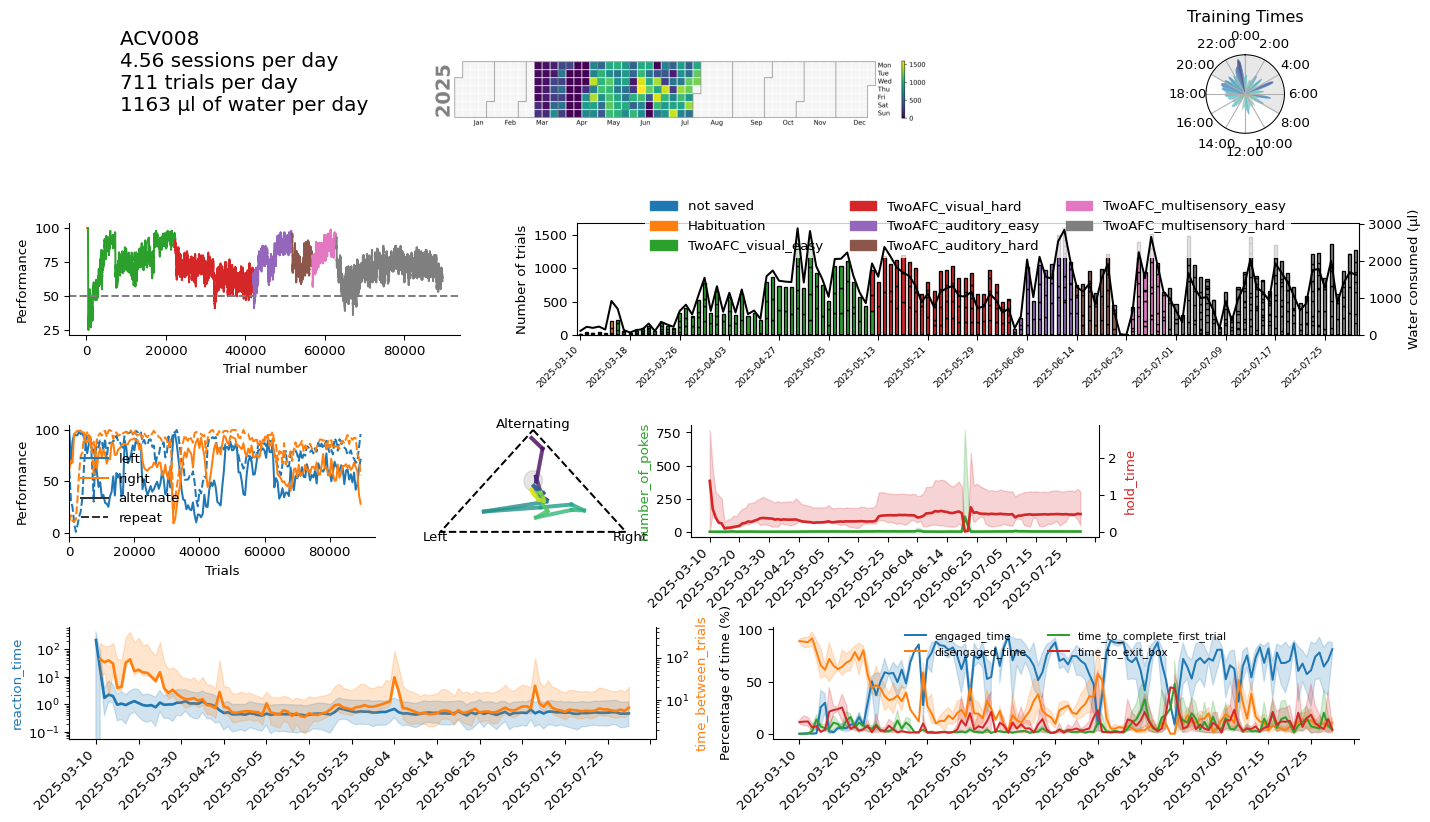 ACV008
4.56 sessions per day
711 trials per day
1163 µl of water per day
2025
Jan Feb Mar Apr May Jun Jul Aug Sep Oct Nov Dec
Mon
Tue
Wed
Thu
Fri
Sat
Sun
1500
1000
500
0
Training Times
0:00
2:00
4:00
6:00
8:00
10:00
12:00
14:00
16:00
18:00
20:00
22:00
Performance
100
75
50
25
0 20000 40000 60000 80000
Trial number
not saved
Habituation
TwoAFC_visual_easy
TwoAFC_visual_hard
TwoAFC_auditory_easy
TwoAFC_auditory_hard
TwoAFC_multisensory_easy
TwoAFC_multisensory_hard
Number of trials
1500
1000
500
0
3000
2000
1000
0
Water consumed (µl)
2025-03-10 2025-03-18 2025-03-26 2025-04-03 2025-04-27 2025-05-05 2025-05-13 2025-05-21 2025-05-29 2025-06-06 2025-06-14 2025-06-23 2025-07-01 2025-07-09 2025-07-17 2025-07-25
Performance
100
50
0
left
right
alternate
repeat
0 20000 40000 60000 80000
Trials
Alternating
Left
Right
number_of_pokes
750
500
250
0
2
1
0
hold_time
2025-03-10 2025-03-20 2025-03-30 2025-04-25 2025-05-05 2025-05-15 2025-05-25 2025-06-04 2025-06-14 2025-06-25 2025-07-05 2025-07-15 2025-07-25
reaction_time
10²
10¹
10⁰
10⁻¹
10²
10¹
time_between_trials
2025-03-10 2025-03-20 2025-03-30 2025-04-25 2025-05-05 2025-05-15 2025-05-25 2025-06-04 2025-06-14 2025-06-25 2025-07-05 2025-07-15 2025-07-25
Percentage of time (%)
100
50
0
engaged_time
disengaged_time
time_to_complete_first_trial
time_to_exit_box
2025-03-10 2025-03-20 2025-03-30 2025-04-25 2025-05-05 2025-05-15 2025-05-25 2025-06-04 2025-06-14 2025-06-25 2025-07-05 2025-07-15 2025-07-25